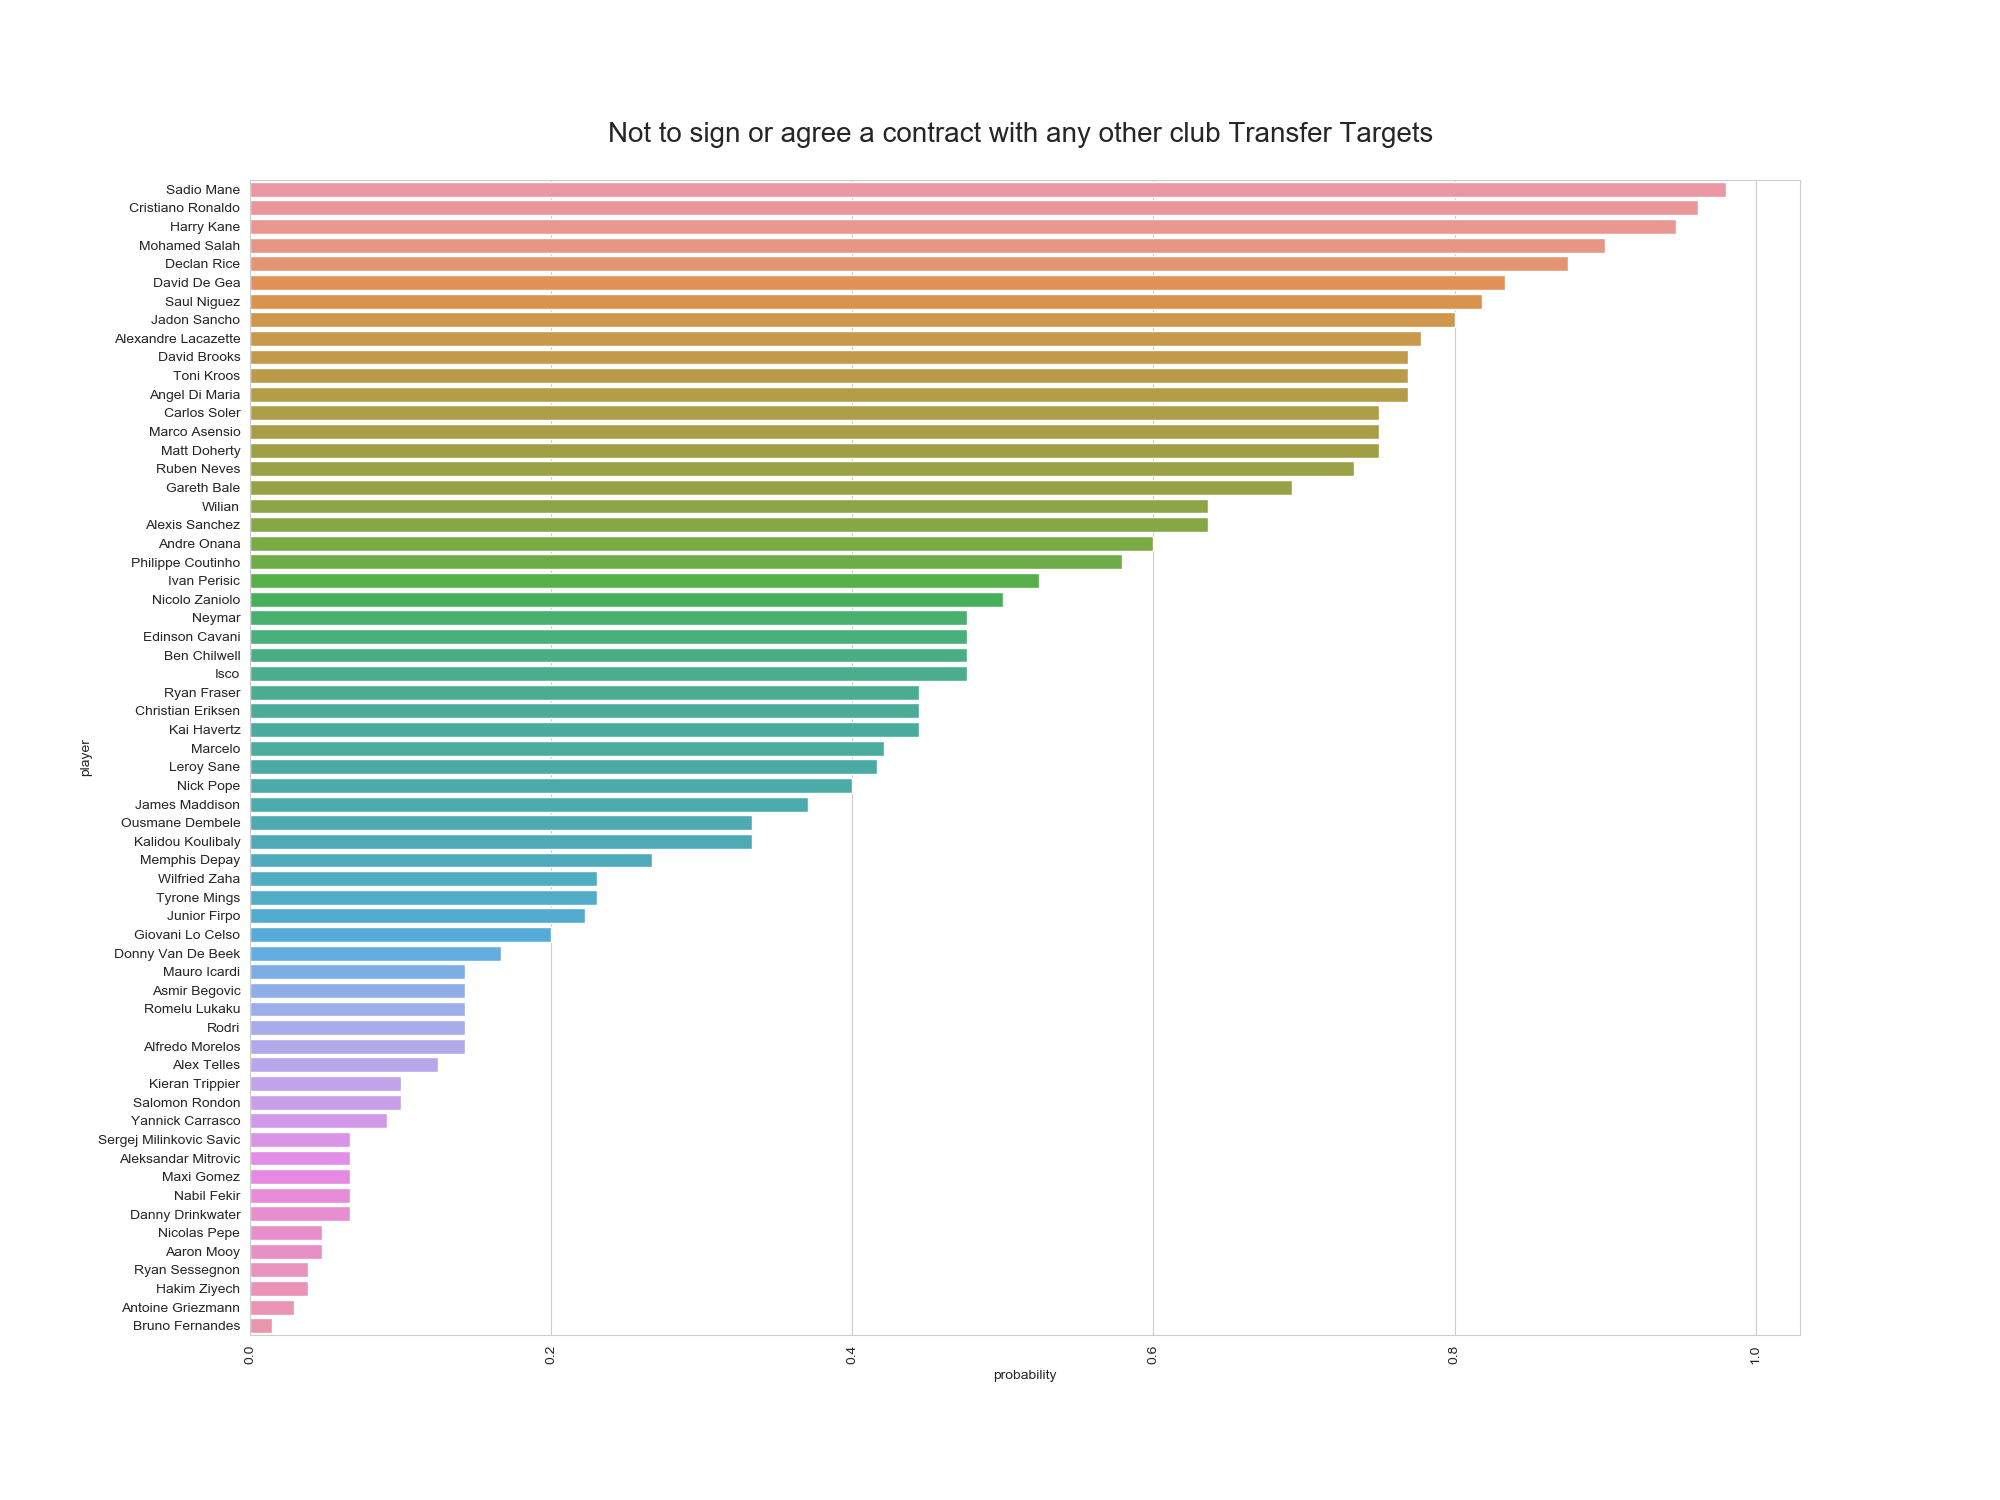 Not to sign or agree a contract with any other club Transfer Targets
Sadio Mane
Cristiano Ronaldo
Harry Kane
Mohamed Salah
Declan Rice
David De Gea
Saul Niguez
Jadon Sancho
Alexandre Lacazette
David Brooks
Toni Kroos
Angel Di Maria
Carlos Soler
Marco Asensio
Matt Doherty
Ruben Neves
Gareth Bale
Wilian
Alexis Sanchez
Andre Onana
Philippe Coutinho
Ivan Perisic
Nicolo Zaniolo
Neymar
Edinson Cavani
Ben Chilwell
Isco
Ryan Fraser
Christian Eriksen
Kai Havertz
Marcelo
Leroy Sane
Nick Pope
James Maddison
Ousmane Dembele
Kalidou Koulibaly
Memphis Depay
Wilfried Zaha
Tyrone Mings
Junior Firpo
Giovani Lo Celso
Donny Van De Beek
Mauro Icardi
Asmir Begovic
Romelu Lukaku
Rodri
Alfredo Morelos
Alex Telles
Kieran Trippier
Salomon Rondon
Yannick Carrasco
Sergej Milinkovic Savic
Aleksandar Mitrovic
Maxi Gomez
Nabil Fekir
Danny Drinkwater
Nicolas Pepe
Aaron Mooy
Ryan Sessegnon
Hakim Ziyech
Antoine Griezmann
Bruno Fernandes
player
0.0
0.2
0.4
0.6
0.8
1.0
probability